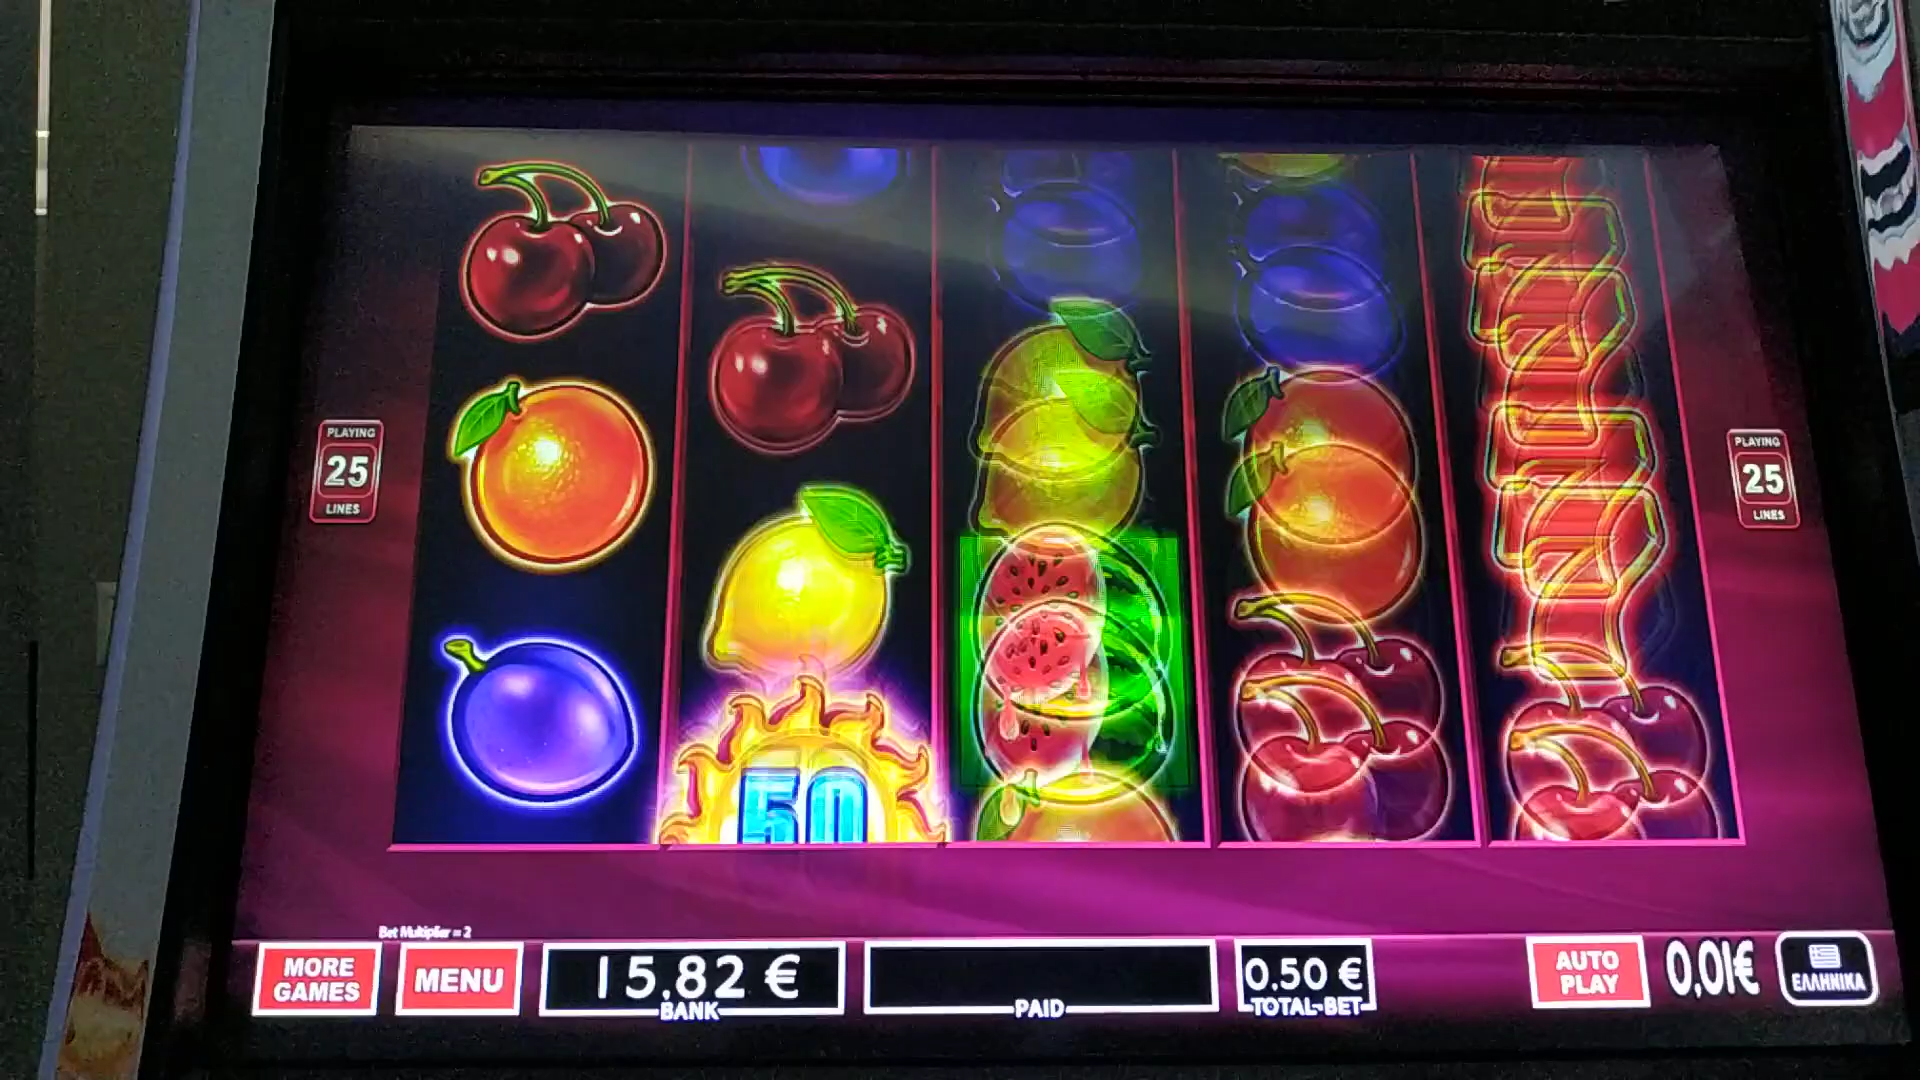 PLAYING
25
LINES
PLAYING
25
LINES
50
Bet Multiplier = 2
MORE
GAMES
MENU
15,82 €
BANK
PAID
0.50 €
TOTAL-BET
AUTO
PLAY
0,01€
ΕΛΛΗΝΙΚΑ